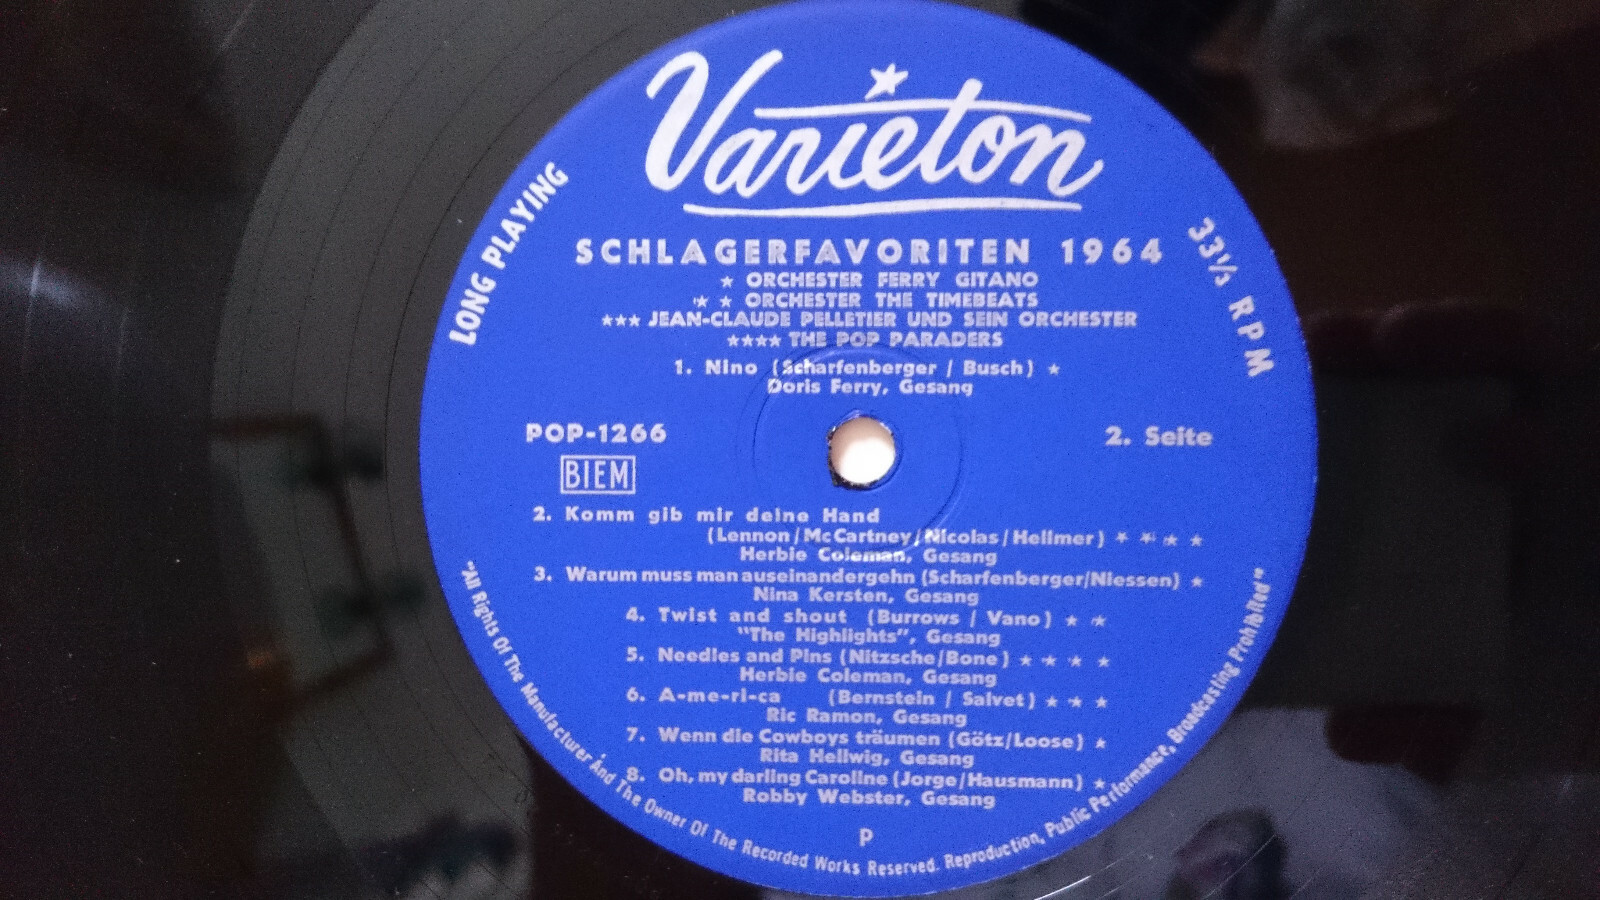 Varieton
LONG PLAYING
33⅓ RPM
SCHLAGERFAVORITEN 1964
★ ORCHESTER FERRY GITANO
★ ★ ORCHESTER THE TIMEBEATS
★★★ JEAN-CLAUDE PELLETIER UND SEIN ORCHESTER
★★★★ THE POP PARADERS
1. Nino (Scharfenberger / Busch) ★
Doris Ferry, Gesang
POP-1266
2. Seite
BIEM
2. Komm gib mir deine Hand
(Lennon/McCartney/Nicolas/Hellmer) ★ ★ ★ ★
Herbie Coleman, Gesang
3. Warum muss man auseinandergehn (Scharfenberger/Niessen) ★
Nina Kersten, Gesang
4. Twist and shout (Burrows / Vano) ★ ★
"The Highlights", Gesang
5. Needles and Pins (Nitzsche/Bone) ★ ★ ★ ★
Herbie Coleman, Gesang
6. A-me-ri-ca (Bernstein / Salvet) ★ ★ ★
Ric Ramon, Gesang
7. Wenn die Cowboys träumen (Götz/Loose) ★
Rita Hellwig, Gesang
8. Oh, my darling Caroline (Jorge/Hausmann) ★
Robby Webster, Gesang
P
"All Rights Of The Manufacturer And The Owner Of The Recorded Works Reserved. Reproduction, Public Performance, Broadcasting Prohibited"